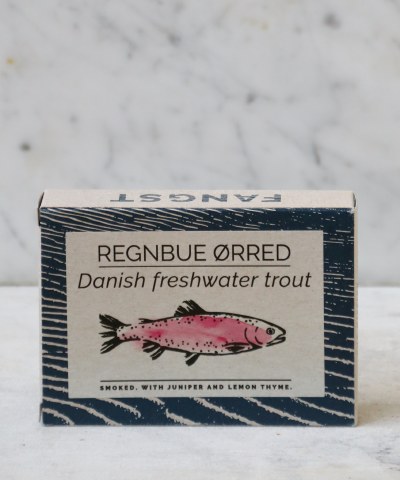 FANGST
REGNBUE ØRRED
Danish freshwater trout
SMOKED. WITH JUNIPER AND LEMON THYME.